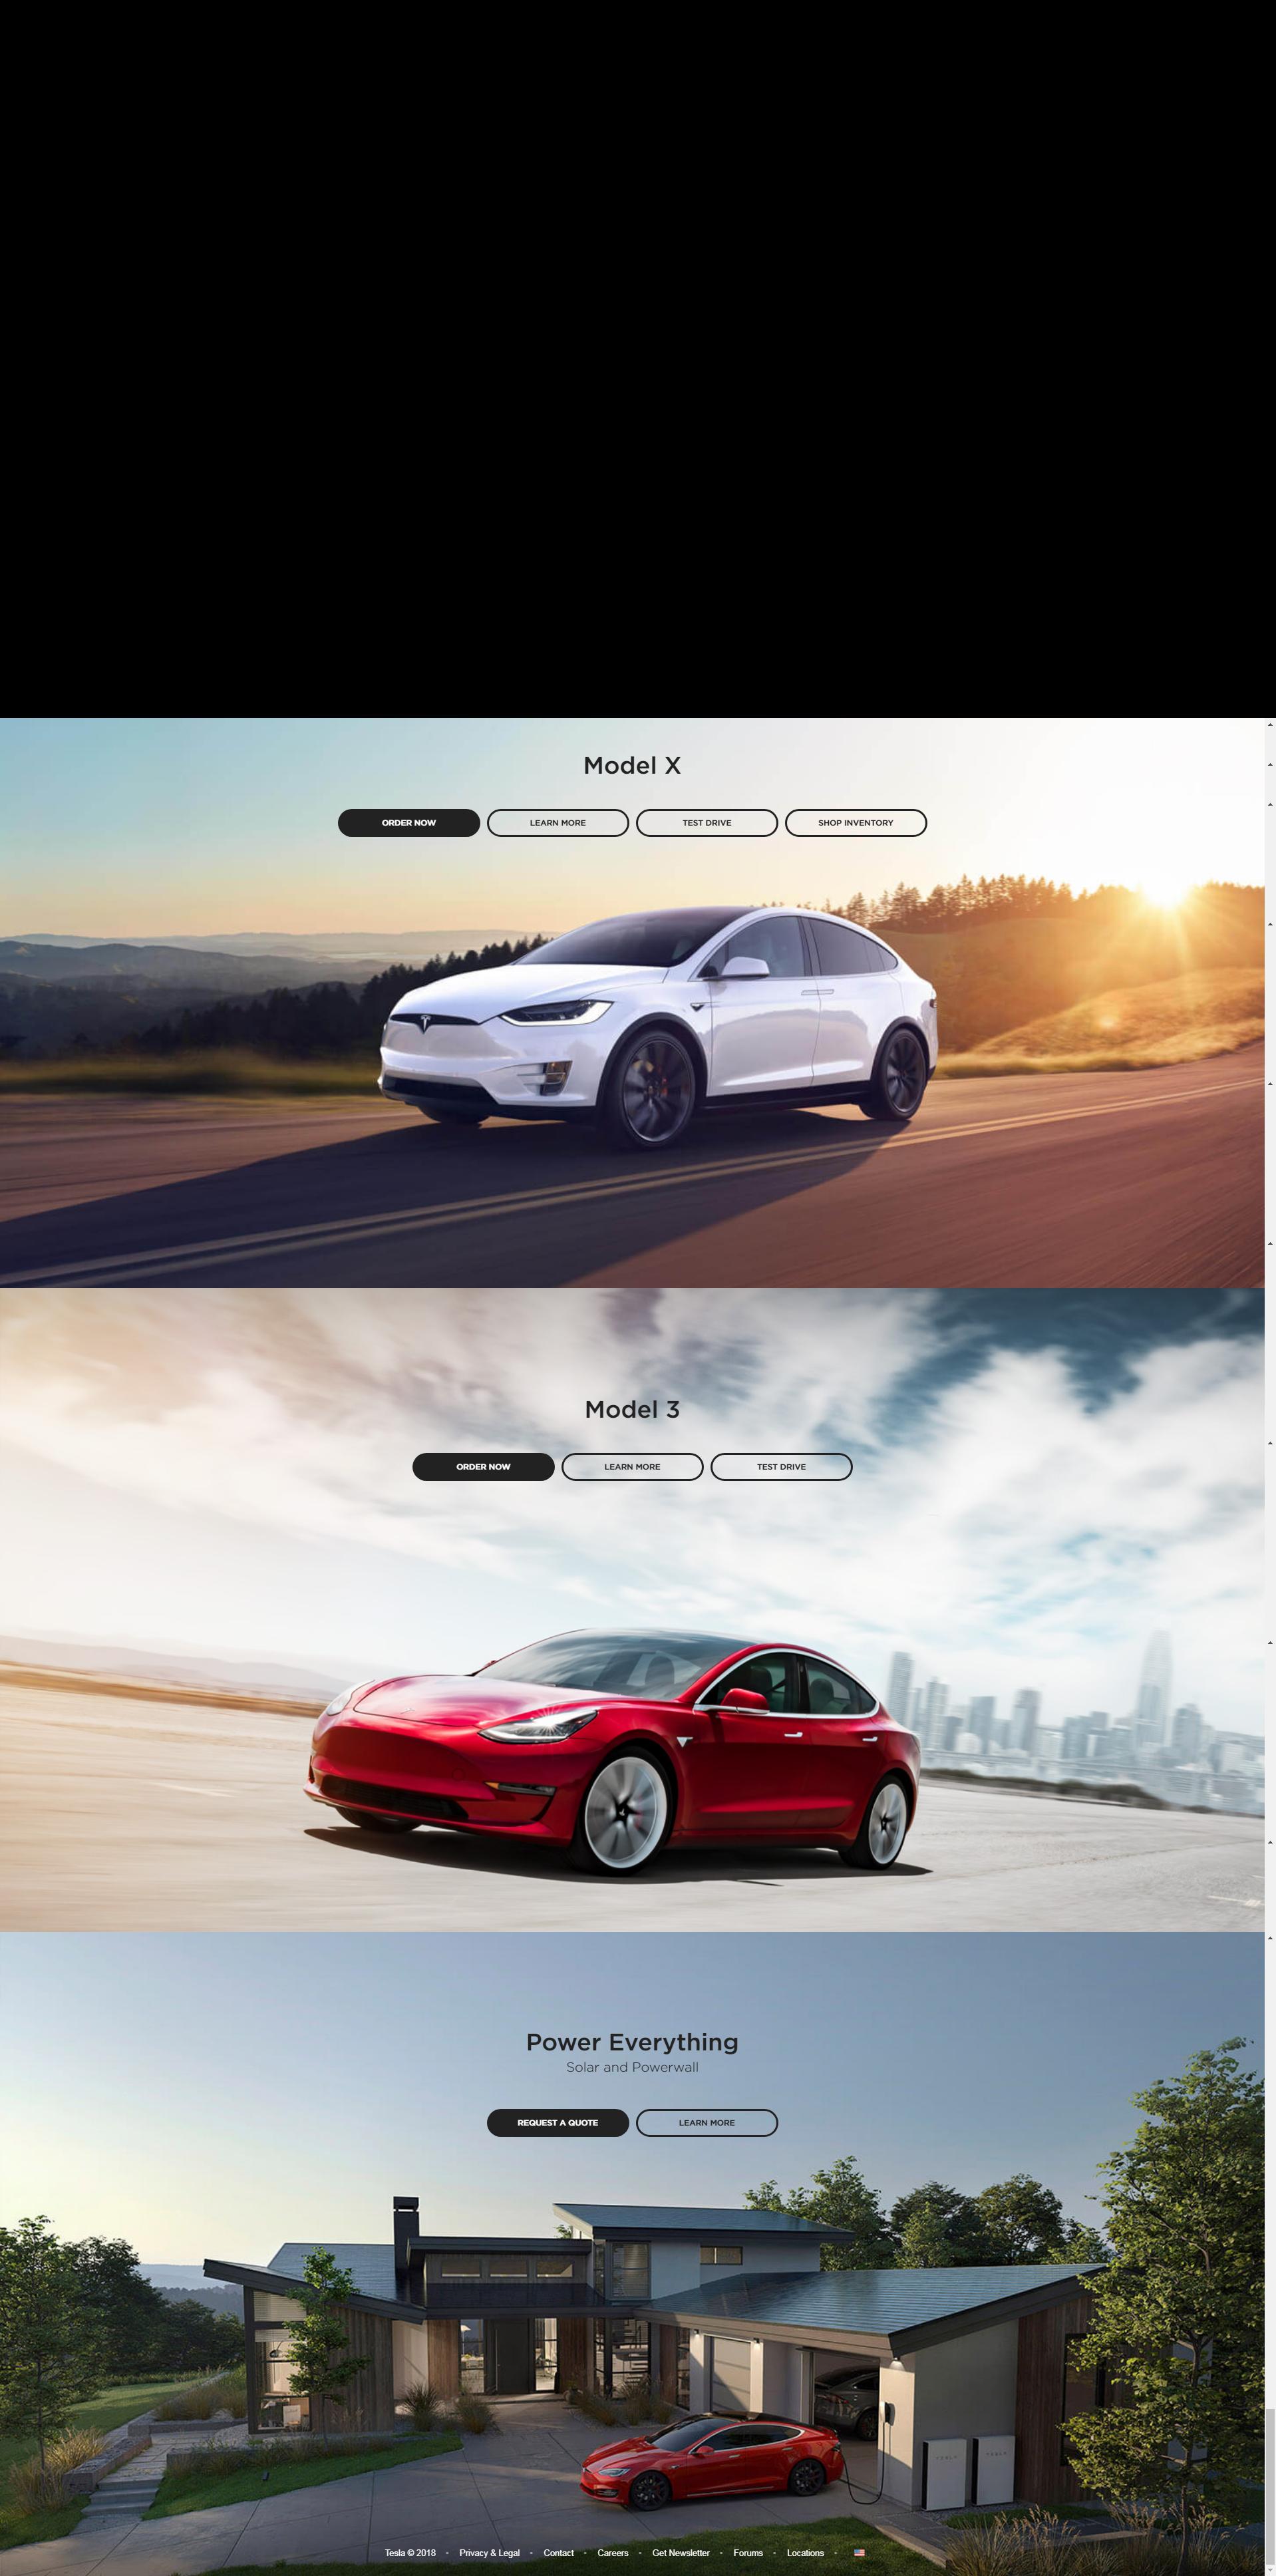 Model X
ORDER NOW LEARN MORE TEST DRIVE SHOP INVENTORY
Model 3
ORDER NOW LEARN MORE TEST DRIVE
Power Everything
Solar and Powerwall
REQUEST A QUOTE LEARN MORE
Tesla © 2018 - Privacy & Legal - Contact - Careers - Get Newsletter - Forums - Locations -